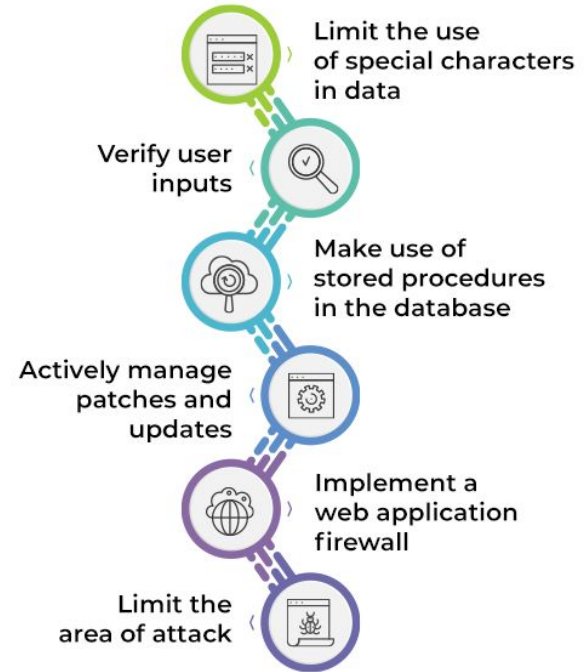 Limit the use
of special characters
in data
Verify user
inputs
Make use of
stored procedures
in the database
Actively manage
patches and
updates
Implement a
web application
firewall
Limit the
area of attack